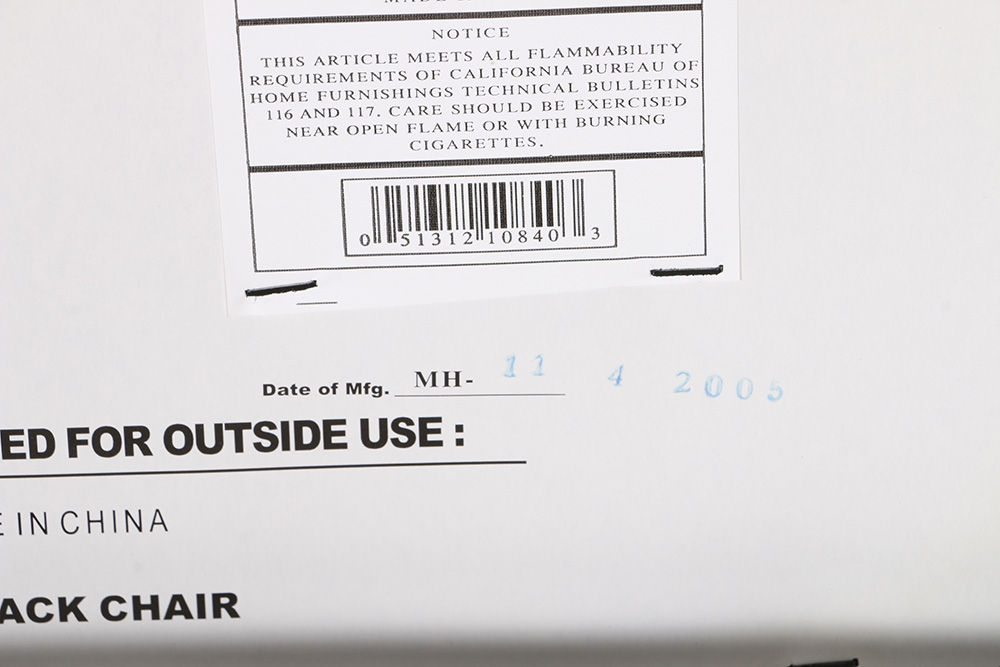 NOTICE
THIS ARTICLE MEETS ALL FLAMMABILITY
REQUIREMENTS OF CALIFORNIA BUREAU OF
HOME FURNISHINGS TECHNICAL BULLETINS
116 AND 117. CARE SHOULD BE EXERCISED
NEAR OPEN FLAME OR WITH BURNING
CIGARETTES.
0 51312 10840 3
Date of Mfg. MH- 11 4 2005
ED FOR OUTSIDE USE :
E IN CHINA
ACK CHAIR